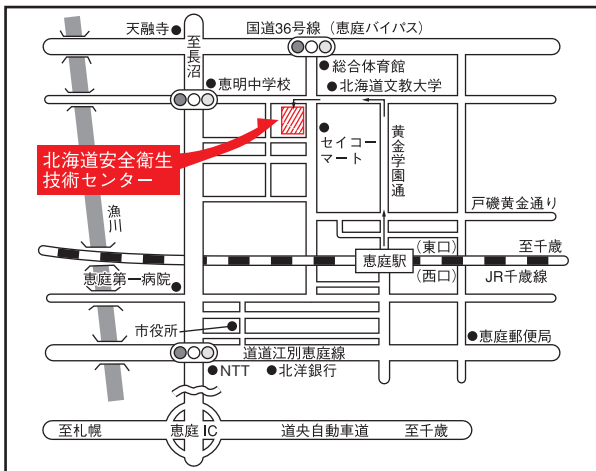 天融寺
国道36号線（恵庭バイパス）
至長沼
総合体育館
恵明中学校
北海道文教大学
北海道安全衛生
技術センター
セイコー
マート
黄金学園通
漁川
戸磯黄金通り
（東口）
至千歳
恵庭駅
恵庭第一病院
（西口）
JR千歳線
市役所
恵庭郵便局
道道江別恵庭線
NTT
北洋銀行
至札幌
恵庭IC
道央自動車道
至千歳